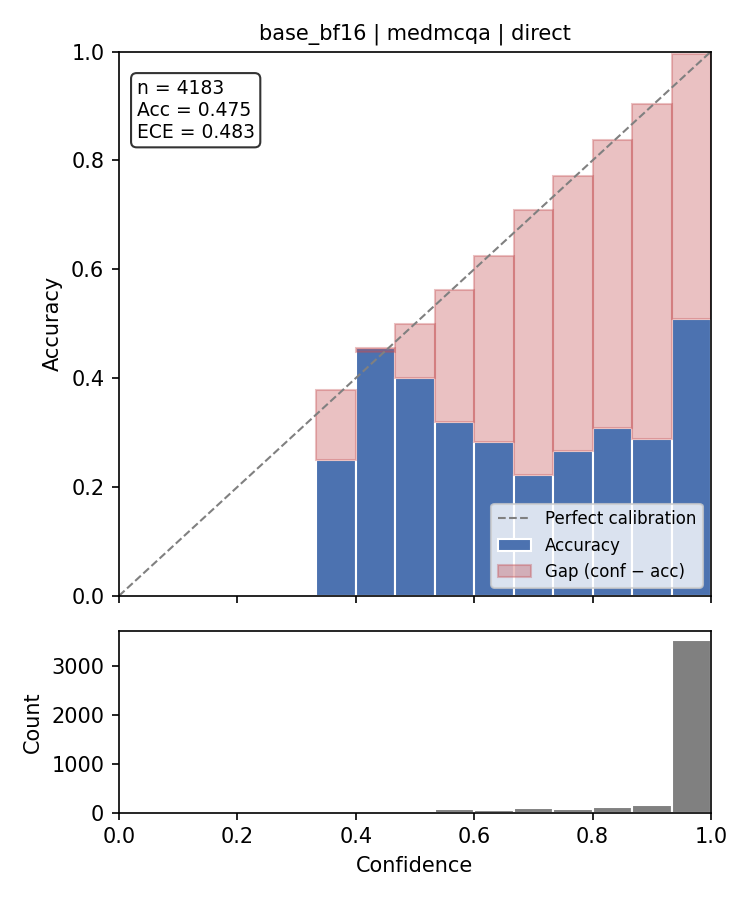 base_bf16 | medmcqa | direct
n = 4183
Acc = 0.475
ECE = 0.483
1.0
0.8
0.6
0.4
0.2
0.0
Accuracy
Perfect calibration
Accuracy
Gap (conf − acc)
3000
2000
1000
0
Count
0.0 0.2 0.4 0.6 0.8 1.0
Confidence